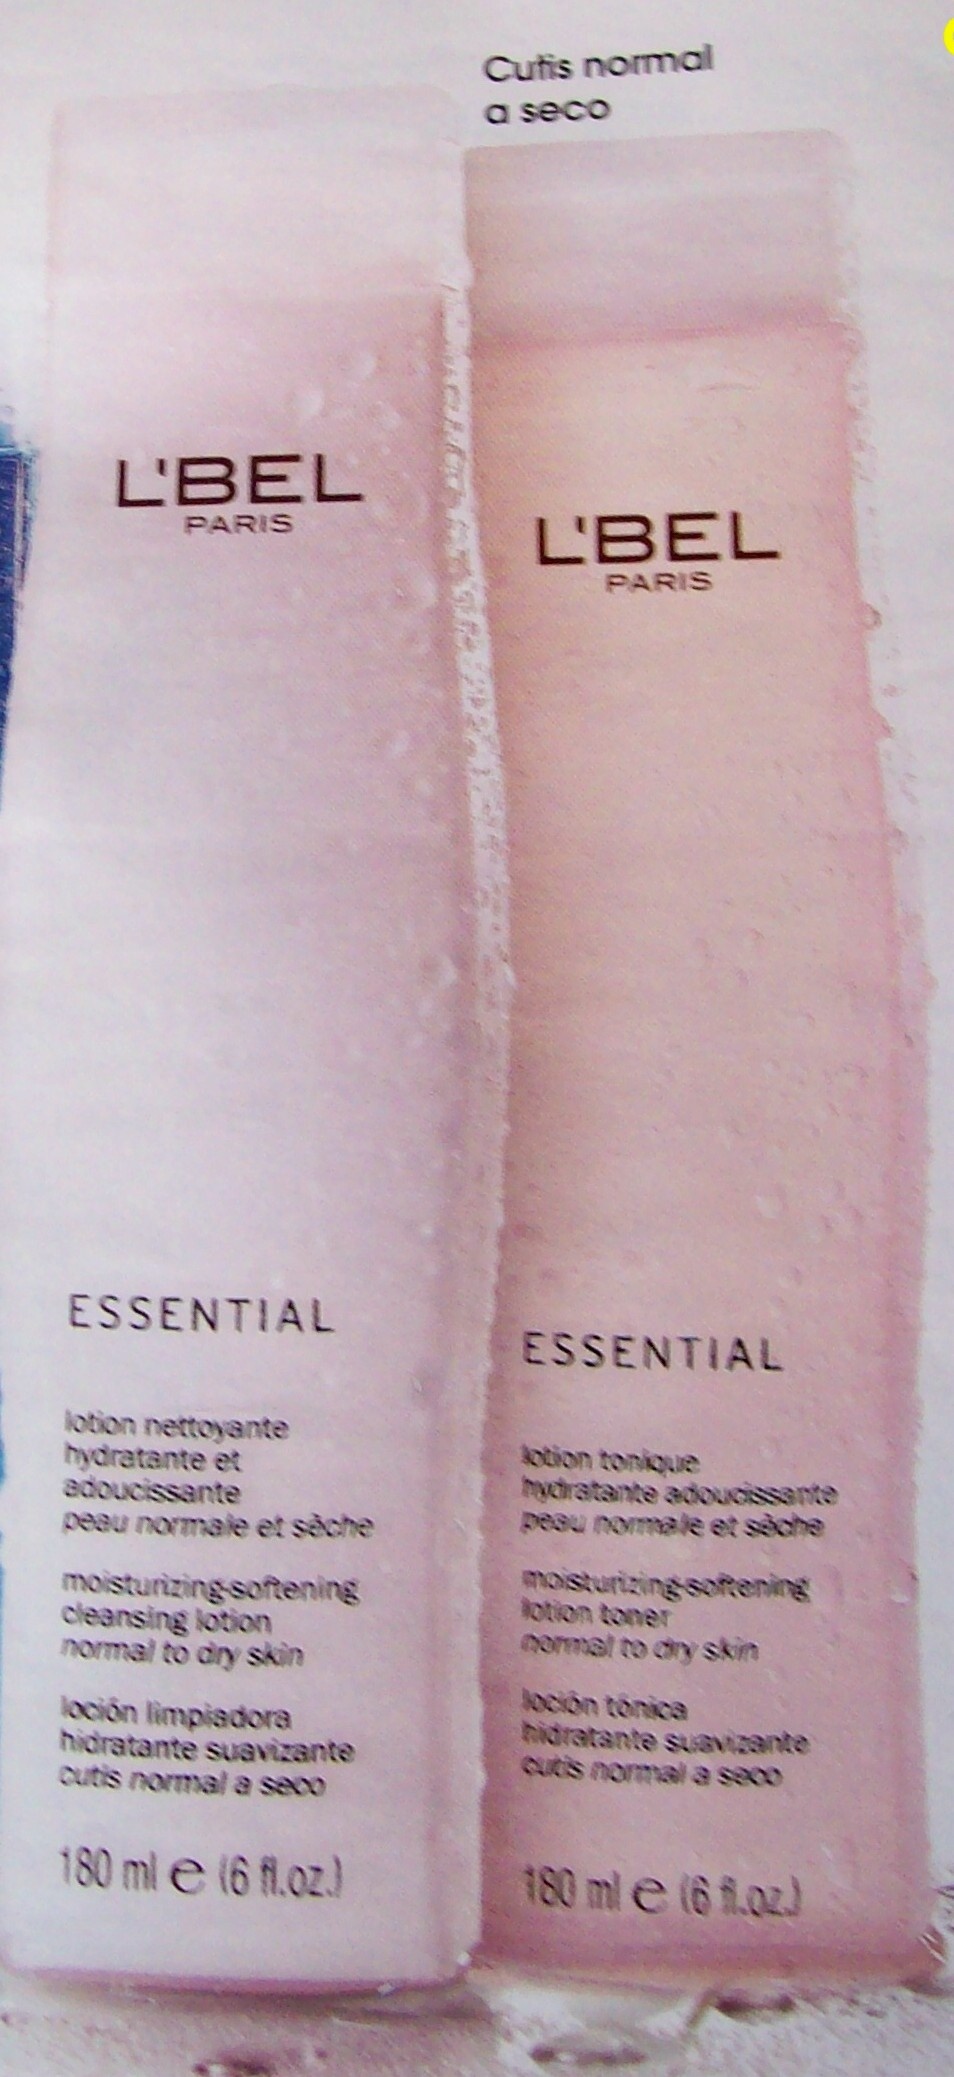 Cutis normal
a seco
L'BEL
PARIS
ESSENTIAL
lotion nettoyante
hydratante et
adoucissante
peau normale et sèche
moisturizing-softening
cleansing lotion
normal to dry skin
loción limpiadora
hidratante suavizante
cutis normal a seco
180 ml e (6 fl.oz.)
L'BEL
PARIS
ESSENTIAL
lotion tonique
hydratante adoucissante
peau normale et sèche
moisturizing-softening
lotion toner
normal to dry skin
loción tónica
hidratante suavizante
cutis normal a seco
180 ml e (6 fl.oz.)